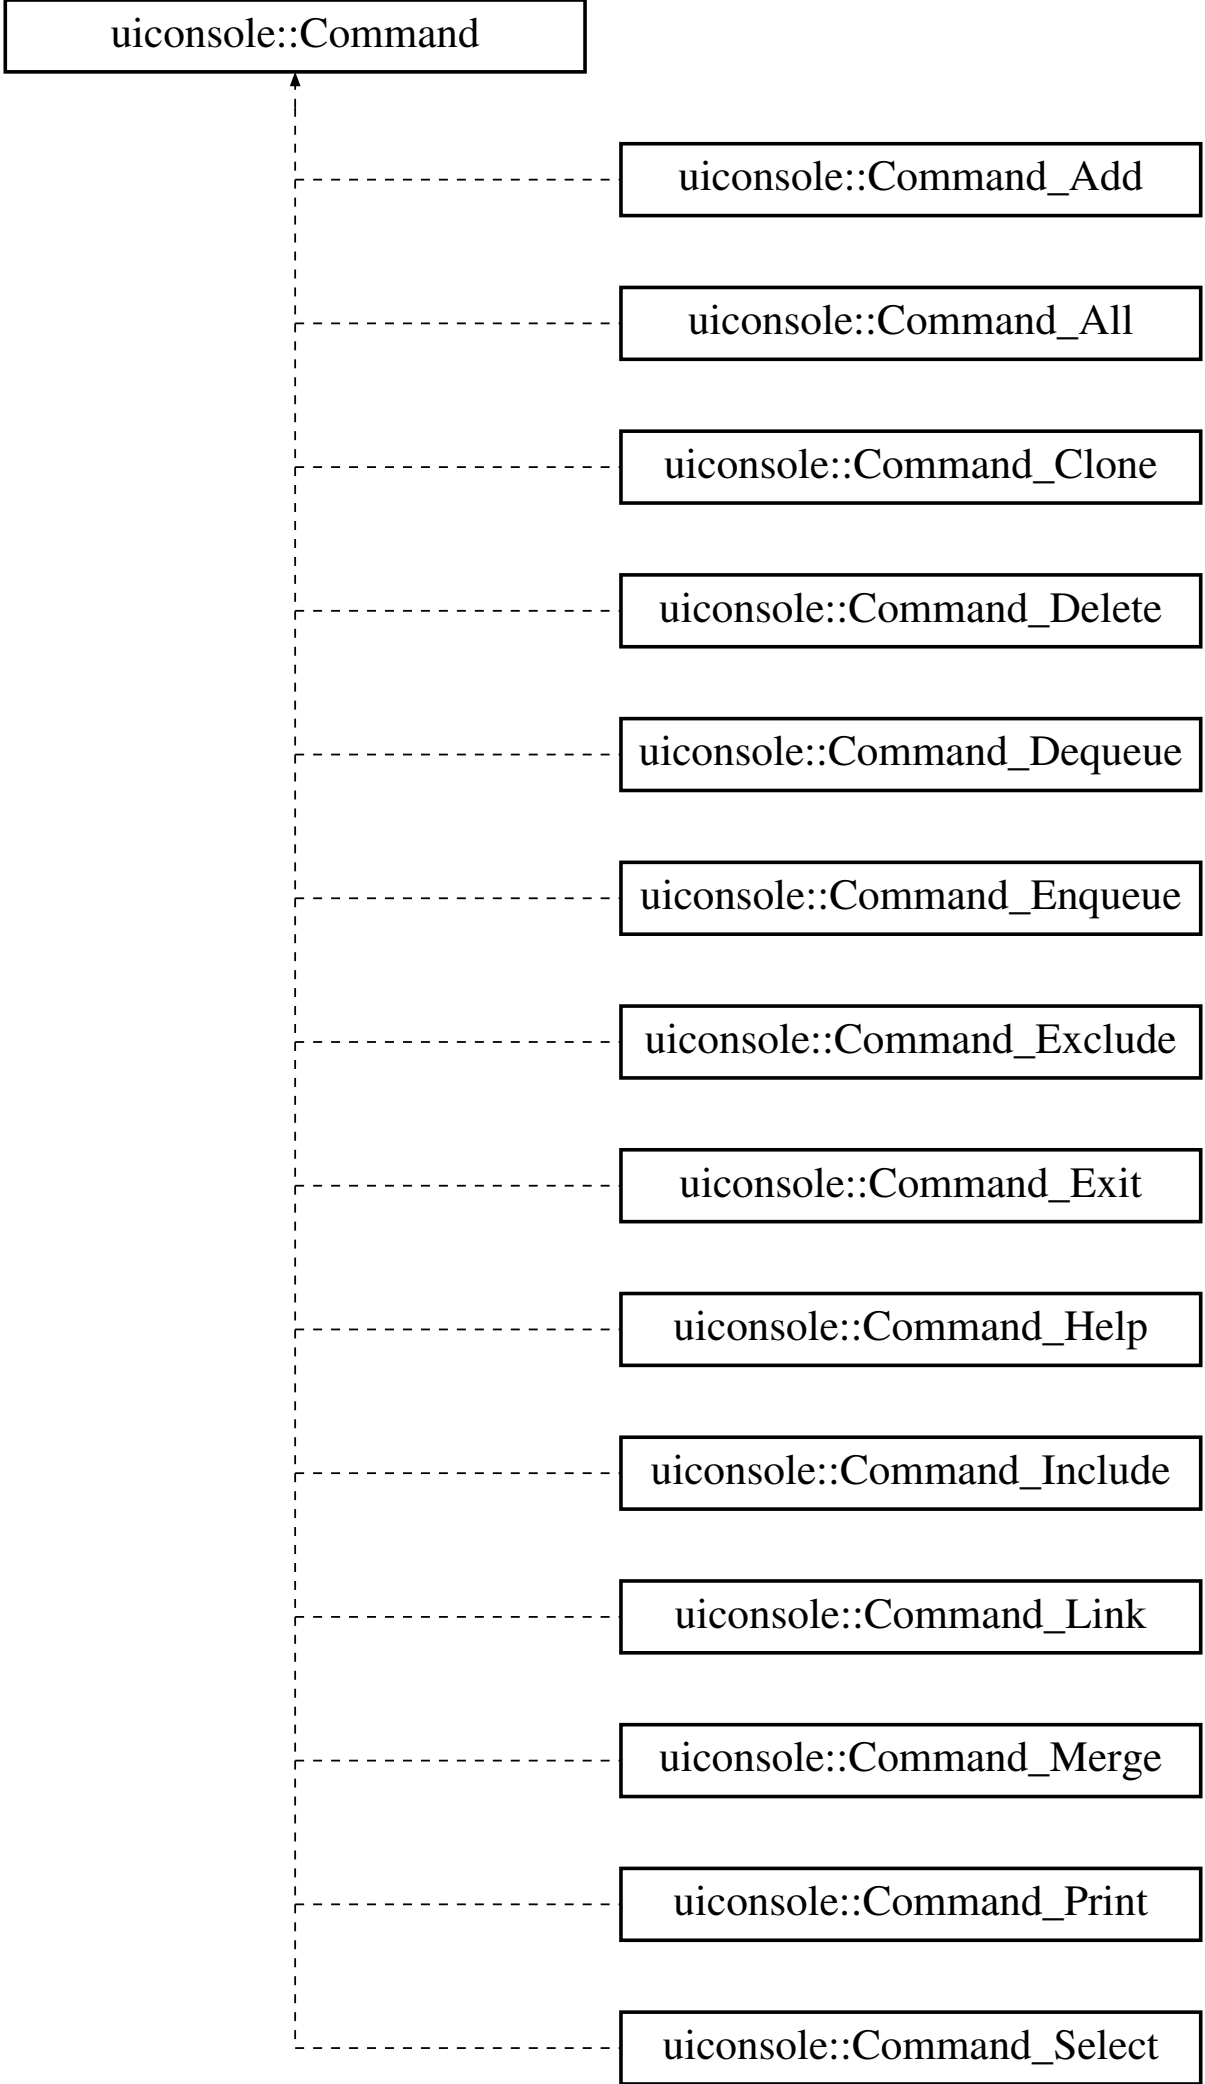 uiconsole::Command
uiconsole::Command_Add
uiconsole::Command_All
uiconsole::Command_Clone
uiconsole::Command_Delete
uiconsole::Command_Dequeue
uiconsole::Command_Enqueue
uiconsole::Command_Exclude
uiconsole::Command_Exit
uiconsole::Command_Help
uiconsole::Command_Include
uiconsole::Command_Link
uiconsole::Command_Merge
uiconsole::Command_Print
uiconsole::Command_Select